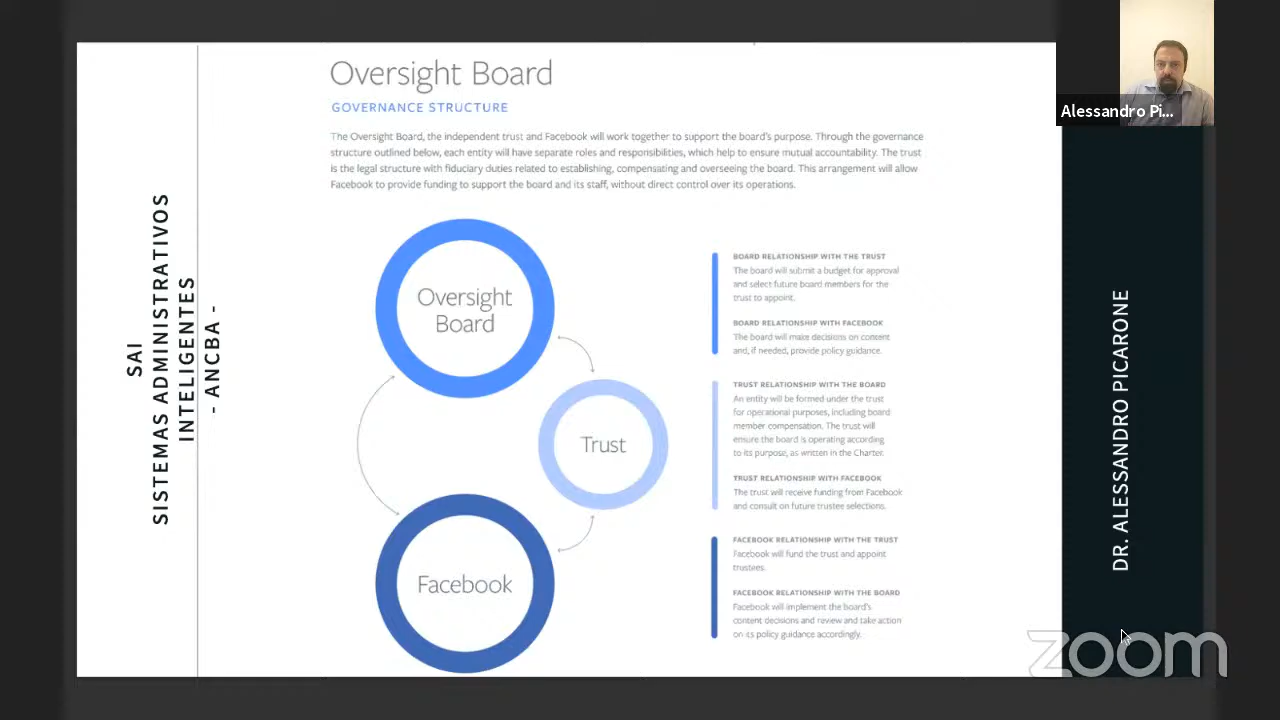 SAI
SISTEMAS ADMINISTRATIVOS
INTELIGENTES
- ANCBA -
Oversight Board
GOVERNANCE STRUCTURE
The Oversight Board, the independent trust and Facebook will work together to support the board's purpose. Through the governance
structure outlined below, each entity will have separate roles and responsibilities, which help to ensure mutual accountability. The trust
is the legal structure with fiduciary duties related to establishing, compensating and overseeing the board. This arrangement will allow
Facebook to provide funding to support the board and its staff, without direct control over its operations.
Oversight
Board
Trust
Facebook
BOARD RELATIONSHIP WITH THE TRUST
The board will submit a budget for approval
and select future board members for the
trust to appoint.
BOARD RELATIONSHIP WITH FACEBOOK
The board will make decisions on content
and, if needed, provide policy guidance.
TRUST RELATIONSHIP WITH THE BOARD
An entity will be formed under the trust
for operational purposes, including board
member compensation. The trust will
ensure the board is operating according
to its purpose, as written in the Charter.
TRUST RELATIONSHIP WITH FACEBOOK
The trust will receive funding from Facebook
and consult on future trustee selections.
FACEBOOK RELATIONSHIP WITH THE TRUST
Facebook will fund the trust and appoint
trustees.
FACEBOOK RELATIONSHIP WITH THE BOARD
Facebook will implement the board's
content decisions and review and take action
on its policy guidance accordingly.
Alessandro Pi...
DR. ALESSANDRO PICARONE
zoom